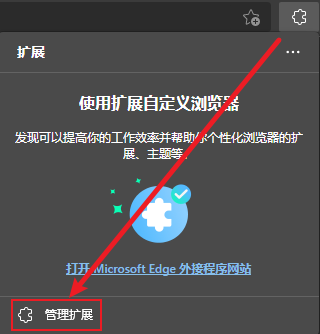 扩展
使用扩展自定义浏览器
发现可以提高你的工作效率并帮助你个性化浏览器的扩
展、主题等。
打开 Microsoft Edge 外接程序网站
管理扩展